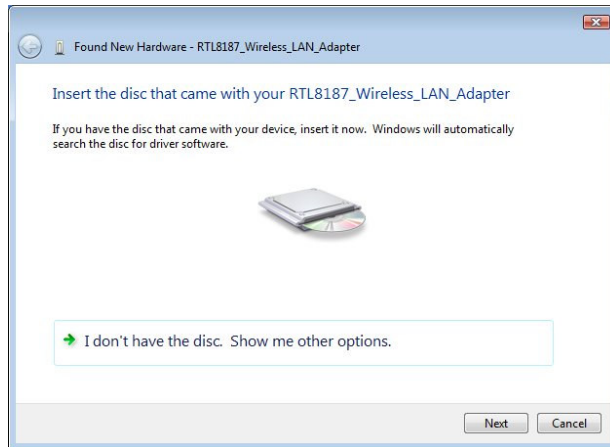 Found New Hardware - RTL8187_Wireless_LAN_Adapter
Insert the disc that came with your RTL8187_Wireless_LAN_Adapter
If you have the disc that came with your device, insert it now.  Windows will automatically
search the disc for driver software.
I don't have the disc.  Show me other options.
Next Cancel